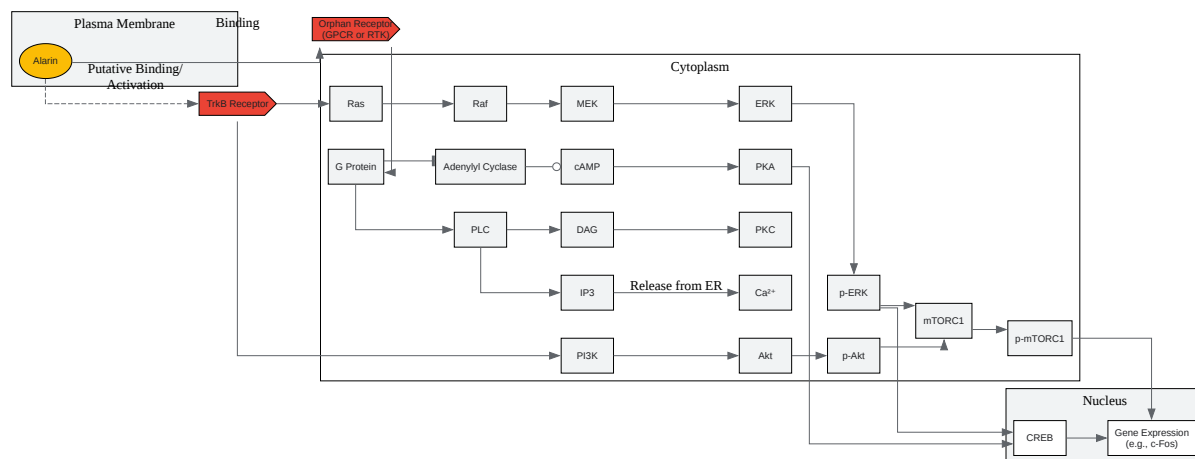 Plasma Membrane
Binding
Orphan Receptor
(GPCR or RTK)
Alarin
Putative Binding/
Activation
Cytoplasm
TrkB Receptor
Ras
Raf
MEK
ERK
G Protein
Adenylyl Cyclase
cAMP
PKA
PLC
DAG
PKC
IP3
Release from ER
Ca²⁺
p-ERK
mTORC1
p-mTORC1
PI3K
Akt
p-Akt
Nucleus
CREB
Gene Expression
(e.g., c-Fos)